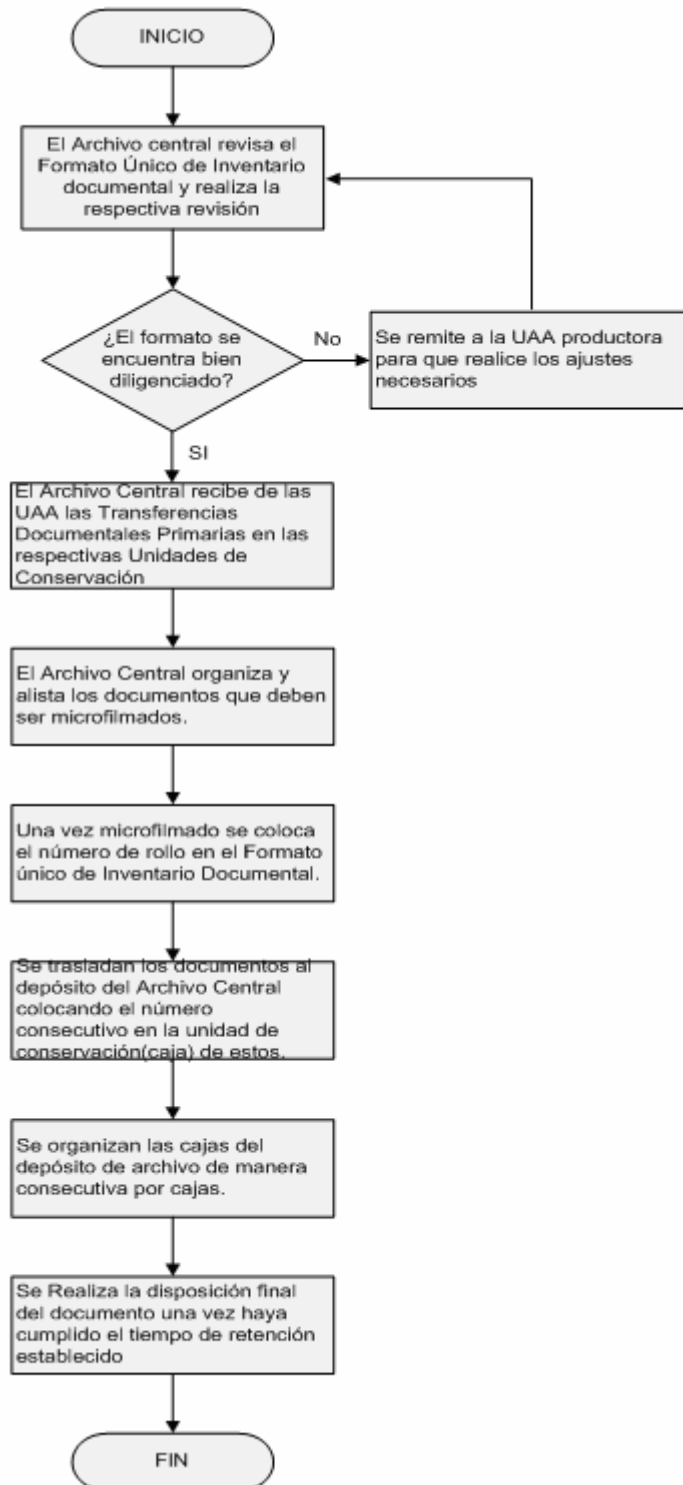 INICIO
El Archivo central revisa el
Formato Único de Inventario
documental y realiza la
respectiva revisión
¿El formato se
encuentra bien
diligenciado?
No
Se remite a la UAA productora
para que realice los ajustes
necesarios
SI
El Archivo Central recibe de las
UAA las Transferencias
Documentales Primarias en las
respectivas Unidades de
Conservación
El Archivo Central organiza y
alista los documentos que deben
ser microfilmados.
Una vez microfilmado se coloca
el número de rollo en el Formato
único de Inventario Documental.
Se trasladan los documentos al
depósito del Archivo Central
colocando el número
consecutivo en la unidad de
conservación(caja) de estos.
Se organizan las cajas del
depósito de archivo de manera
consecutiva por cajas.
Se Realiza la disposición final
del documento una vez haya
cumplido el tiempo de retención
establecido
FIN